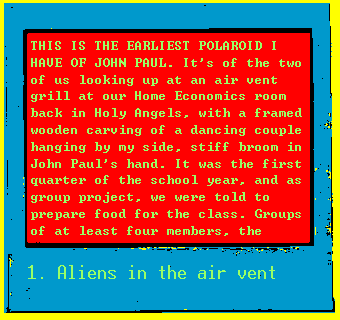 THIS IS THE EARLIEST POLAROID I
HAVE OF JOHN PAUL. It's of the two
of us looking up at an air vent
grill at our Home Economics room
back in Holy Angels, with a framed
wooden carving of a dancing couple
hanging by my side, stiff broom in
John Paul's hand. It was the first
quarter of the school year, and as
group project, we were told to
prepare food for the class. Groups
of at least four members, the
1. Aliens in the air vent